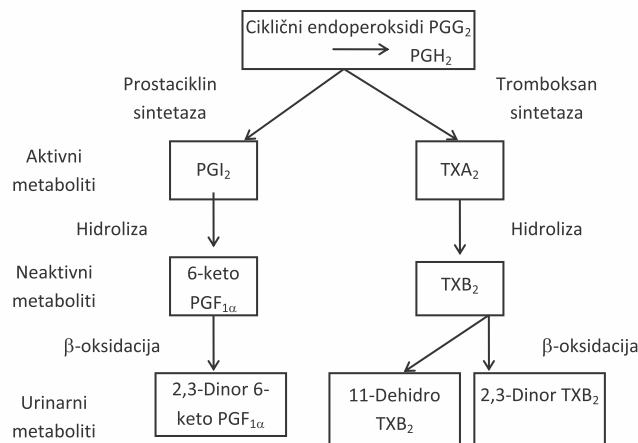 Ciklični endoperoksidi PGG₂
PGH₂
Prostaciklin
sintetaza
Tromboksan
sintetaza
Aktivni
metaboliti
PGI₂
TXA₂
Hidroliza
Hidroliza
Neaktivni
metaboliti
6-keto
PGF₁α
TXB₂
β-oksidacija
β-oksidacija
Urinarni
metaboliti
2,3-Dinor 6-
keto PGF₁α
11-Dehidro
TXB₂
2,3-Dinor TXB₂